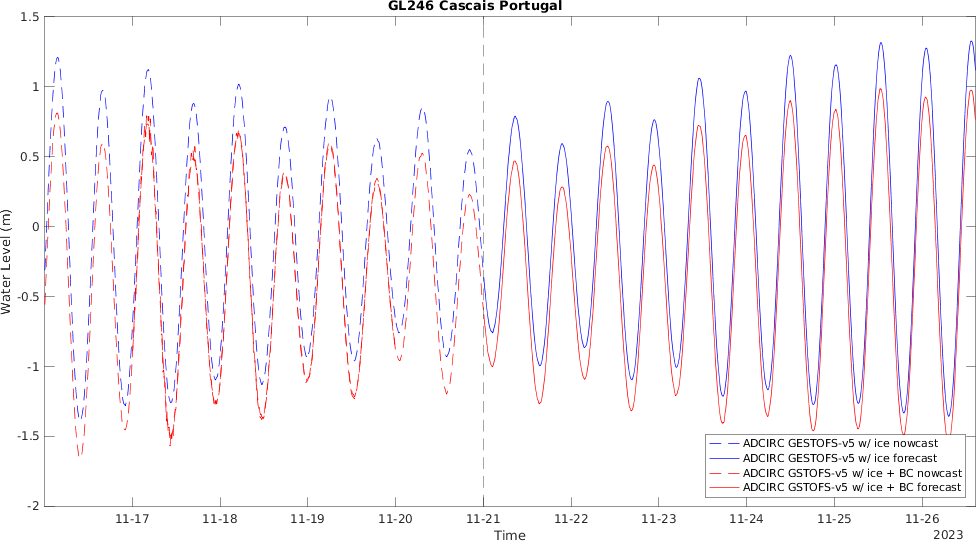 GL246 Cascais Portugal
1.5
1
0.5
0
-0.5
-1
-1.5
-2
Water Level (m)
ADCIRC GESTOFS-v5 w/ ice nowcast
ADCIRC GESTOFS-v5 w/ ice forecast
ADCIRC GSTOFS-v5 w/ ice + BC nowcast
ADCIRC GSTOFS-v5 w/ ice + BC forecast
11-17 11-18 11-19 11-20 11-21 11-22 11-23 11-24 11-25 11-26
Time
2023